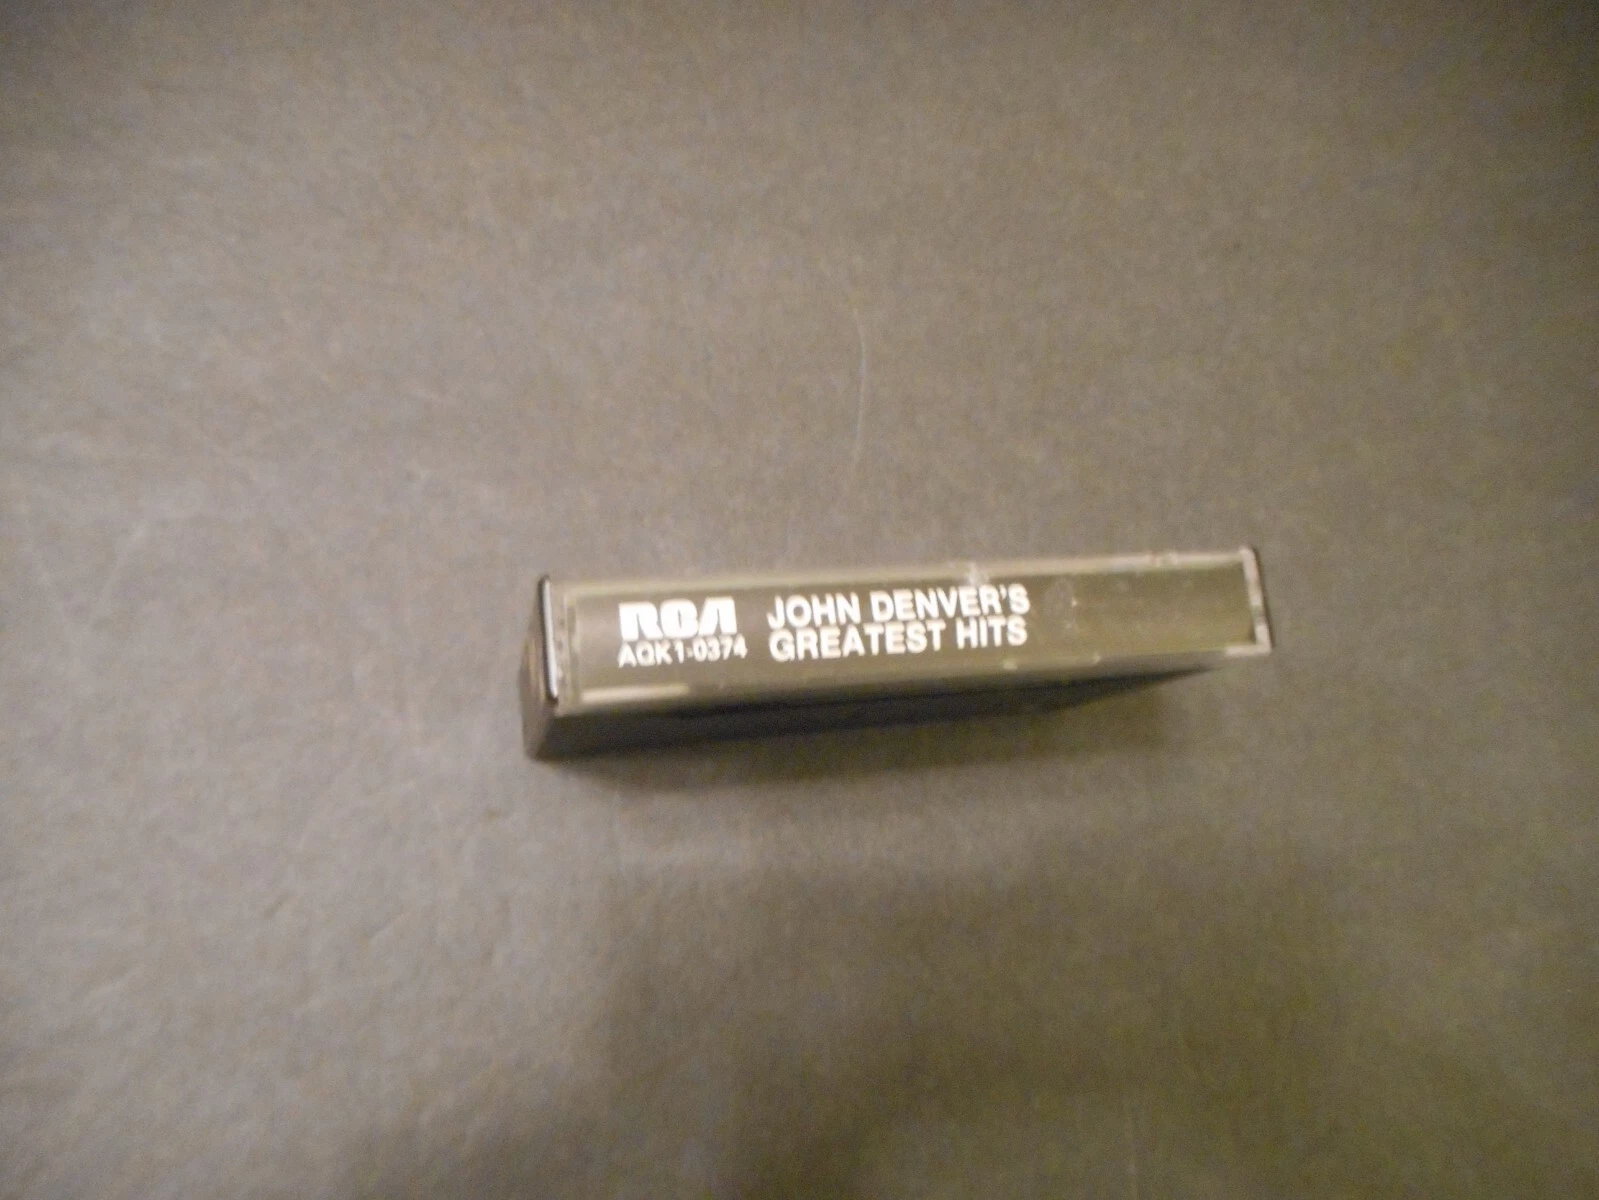 RCA
AQK1-0374
JOHN DENVER'S
GREATEST HITS